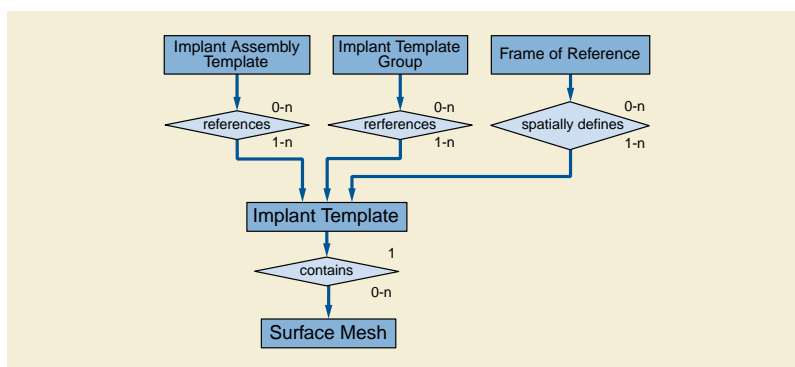 Implant Assembly
Template
Implant Template
Group
Frame of Reference
0-n
0-n
0-n
references
rerferences
spatially defines
1-n
1-n
1-n
Implant Template
1
contains
0-n
Surface Mesh